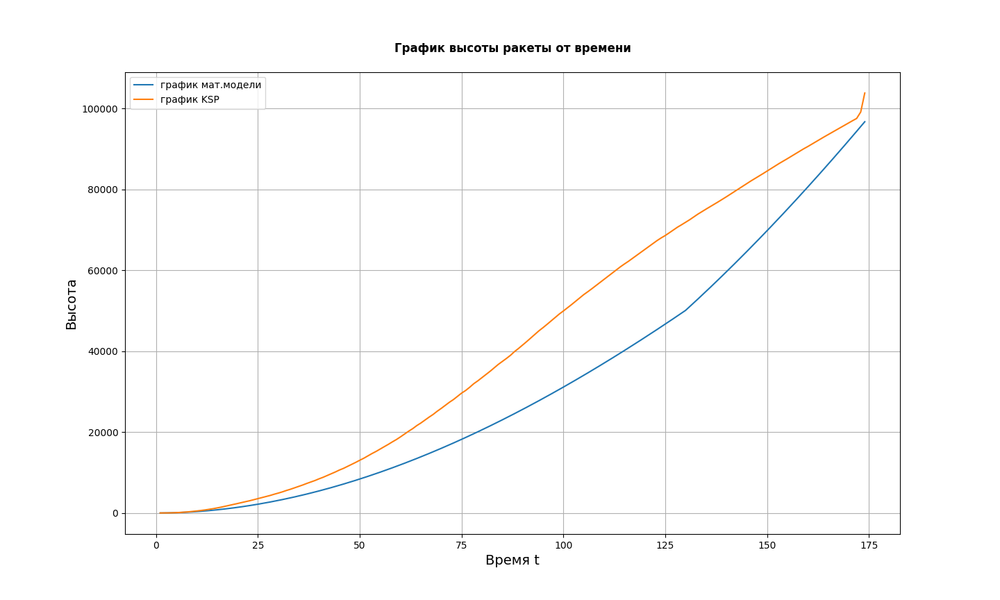 График высоты ракеты от времени
график мат.модели
график KSP
100000
80000
60000
40000
20000
0
Высота
0 25 50 75 100 125 150 175
Время t